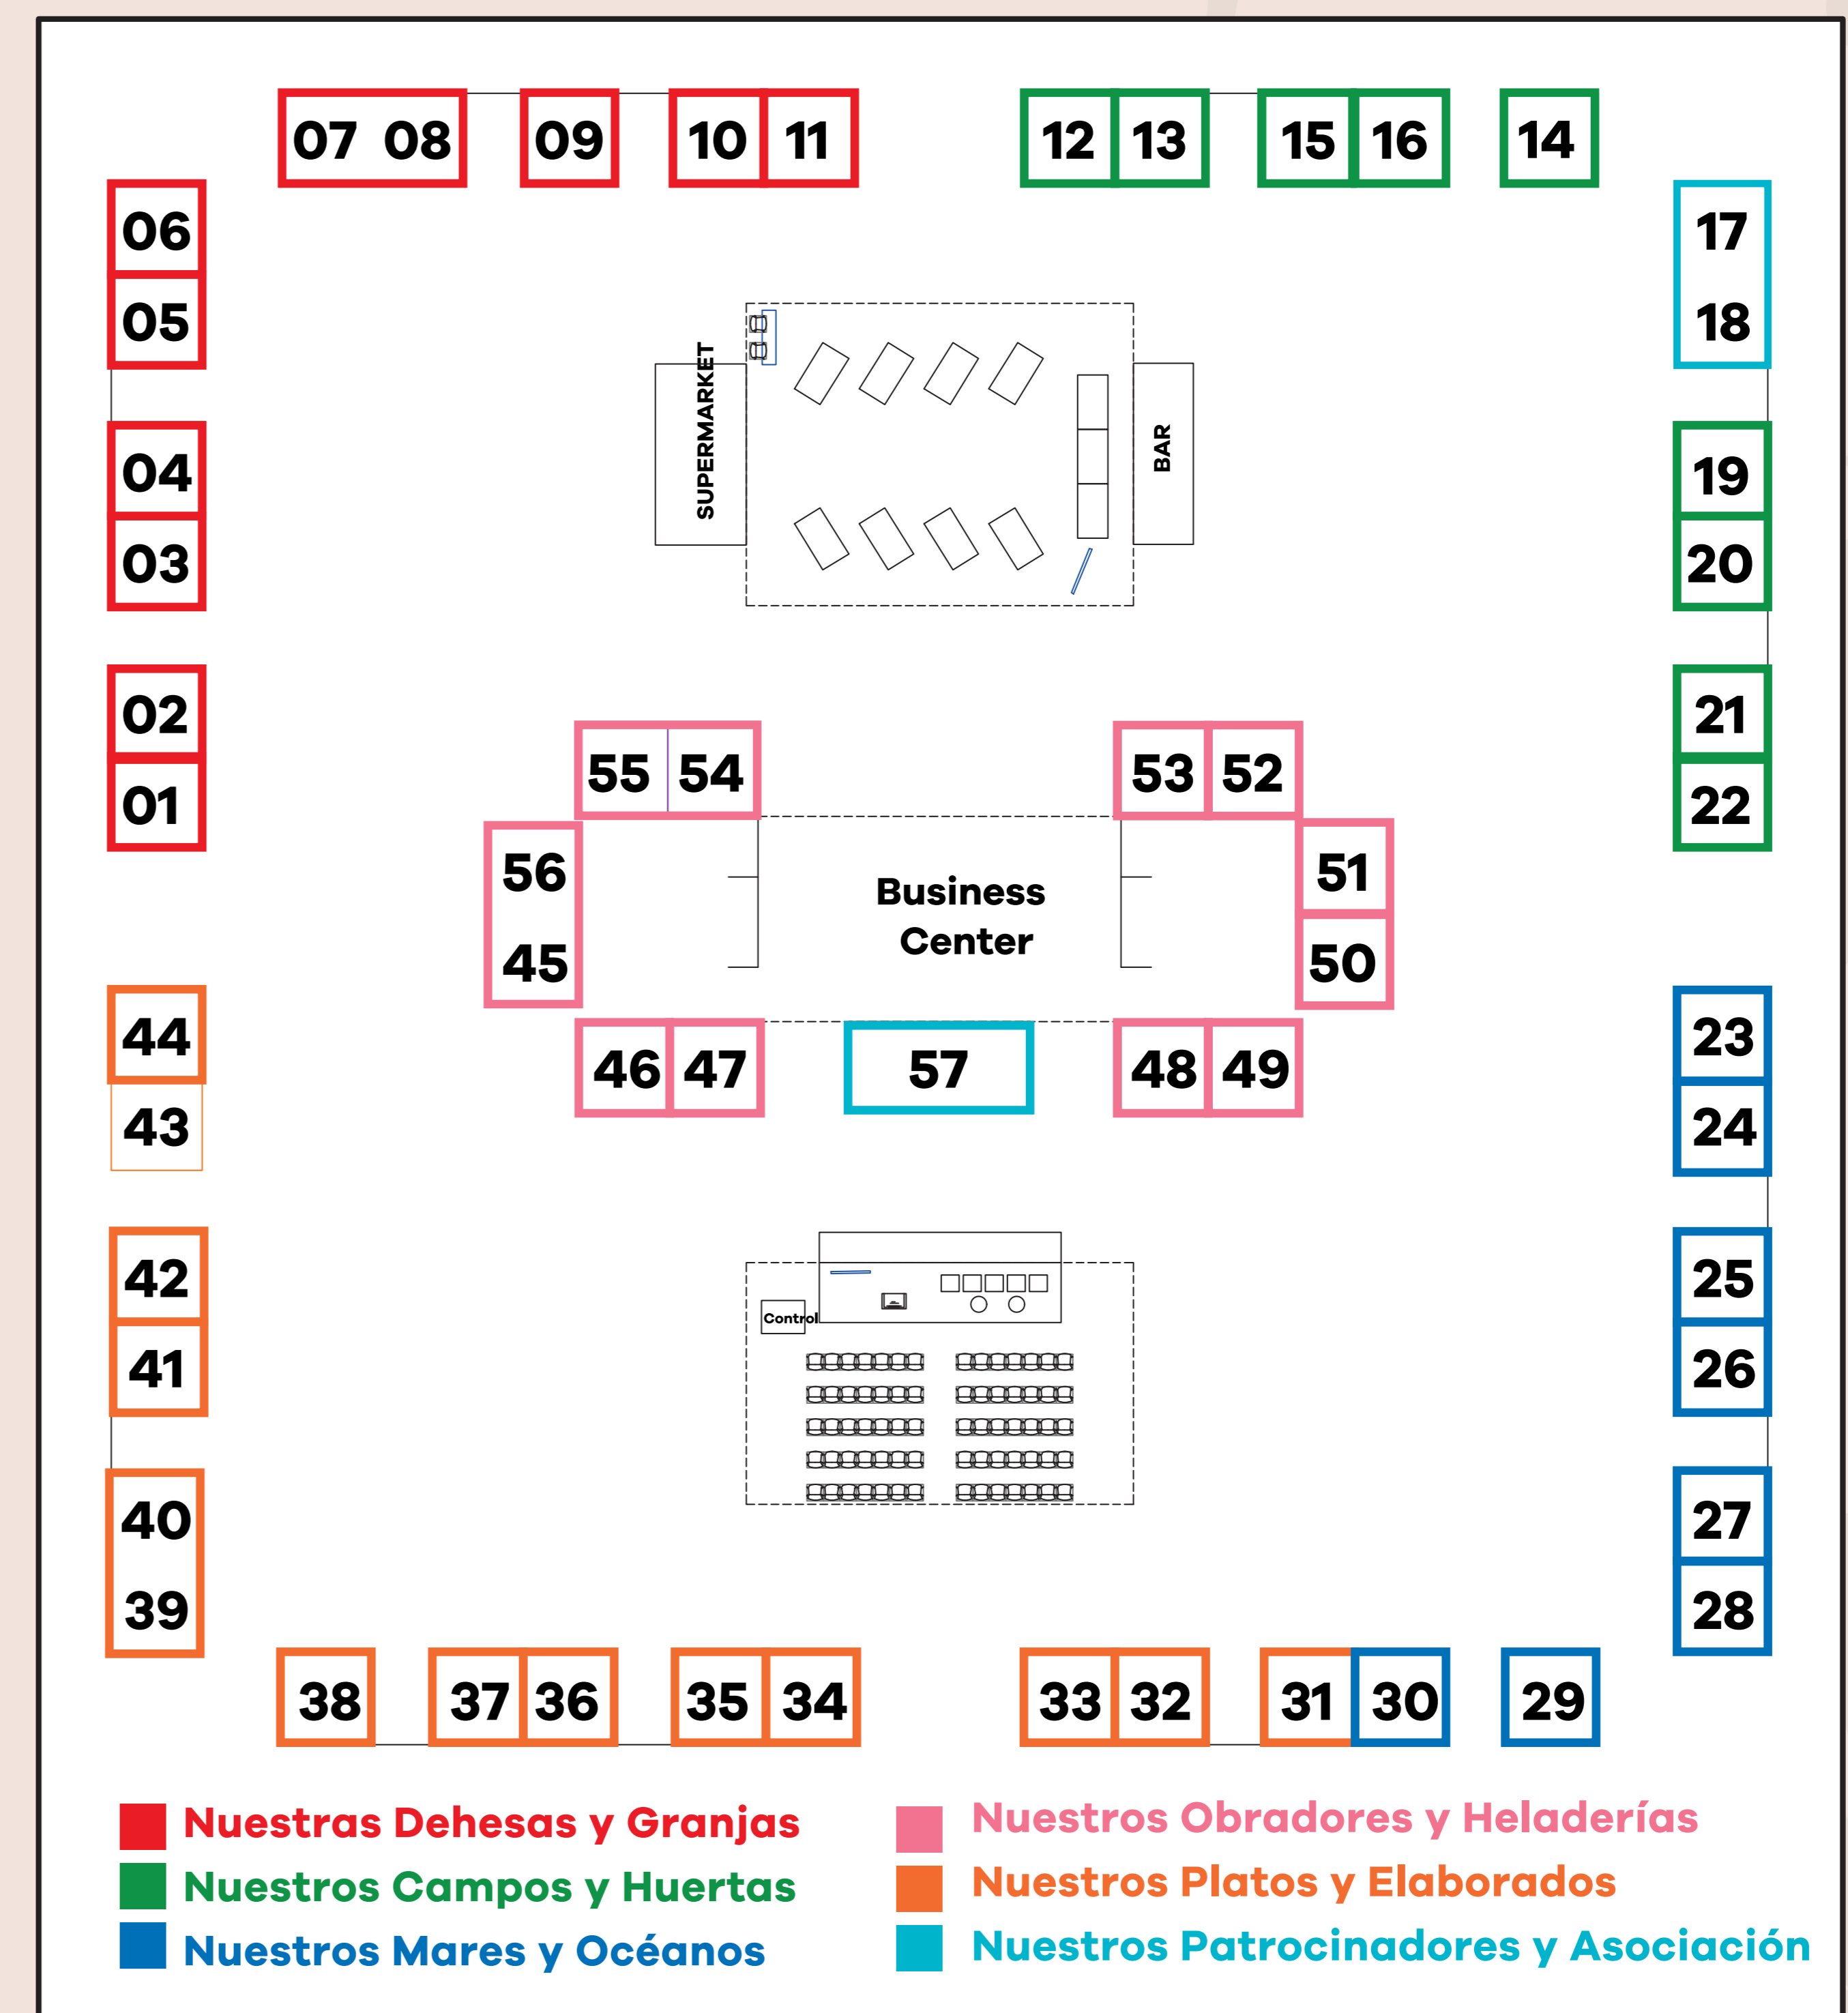 07 08 09 10 11 12 13 15 16 14
06 17
05 18
SUPERMARKET
BAR
04 19
03 20
02 21
01 22
55 54 53 52
56 51
Business
Center
45 50
44 23
46 47 57 48 49
43 24
42 25
Control
41 26
40 27
39 28
38 37 36 35 34 33 32 31 30 29
Nuestras Dehesas y Granjas
Nuestros Campos y Huertas
Nuestros Mares y Océanos
Nuestros Obradores y Heladerías
Nuestros Platos y Elaborados
Nuestros Patrocinadores y Asociación